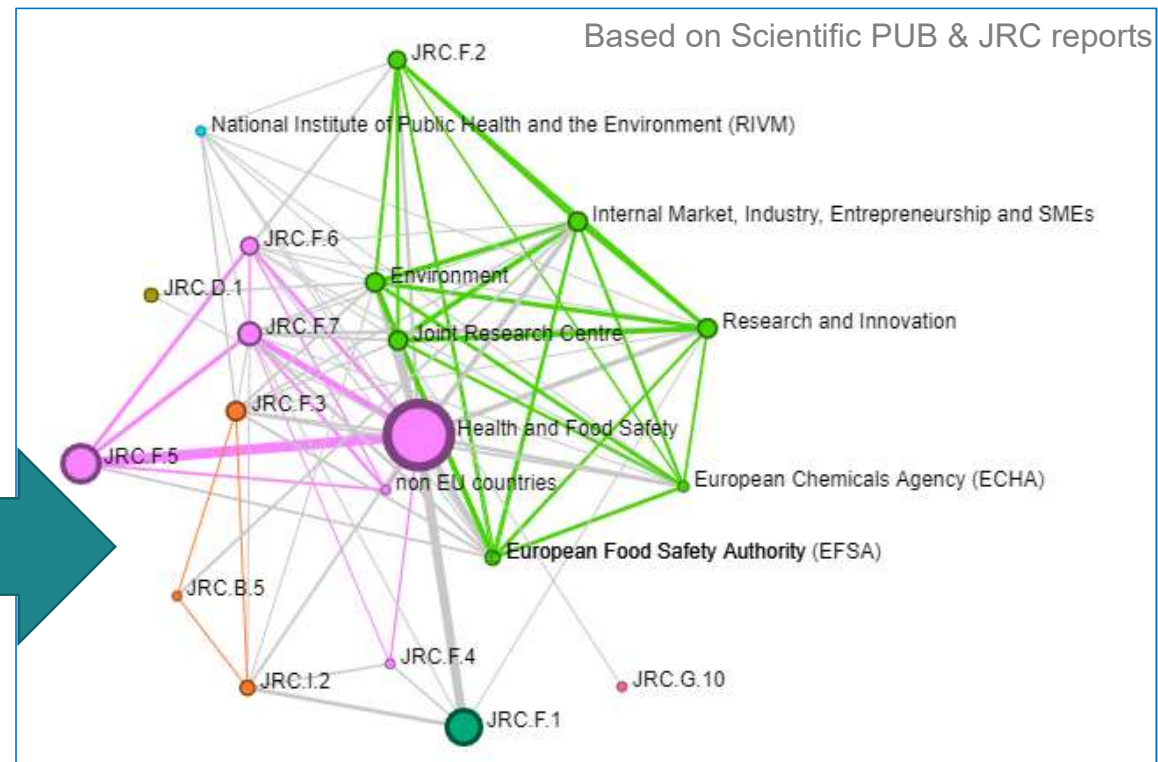 Based on Scientific PUB & JRC reports
JRC.F.2
National Institute of Public Health and the Environment (RIVM)
Internal Market, Industry, Entrepreneurship and SMEs
JRC.F.6
Environment
JRC.D.1
JRC.F.7
Joint Research Centre
Research and Innovation
JRC.F.3
Health and Food Safety
JRC.F.5
non EU countries
European Chemicals Agency (ECHA)
European Food Safety Authority (EFSA)
JRC.B.5
JRC.F.4
JRC.I.2
JRC.G.10
JRC.F.1